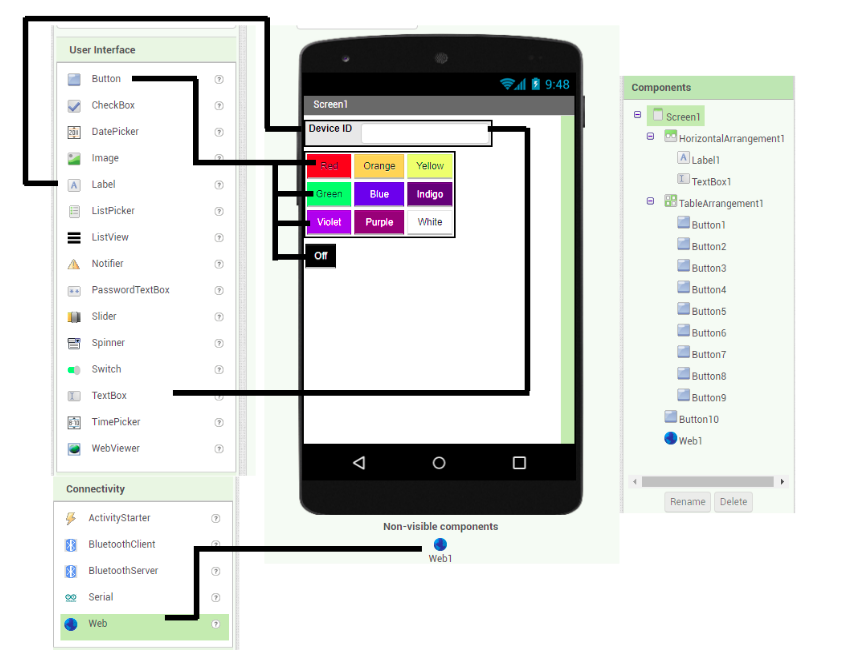 User Interface
Button
CheckBox
DatePicker
Image
Label
ListPicker
ListView
Notifier
PasswordTextBox
Slider
Spinner
Switch
TextBox
TimePicker
WebViewer
Connectivity
ActivityStarter
BluetoothClient
BluetoothServer
Serial
Web
9:48
Screen1
Device ID
Red Orange Yellow
Green Blue Indigo
Violet Purple White
Off
Non-visible components
Web1
Components
Screen1
HorizontalArrangement1
Label1
TextBox1
TableArrangement1
Button1
Button2
Button3
Button4
Button5
Button6
Button7
Button8
Button9
Button10
Web1
Rename Delete